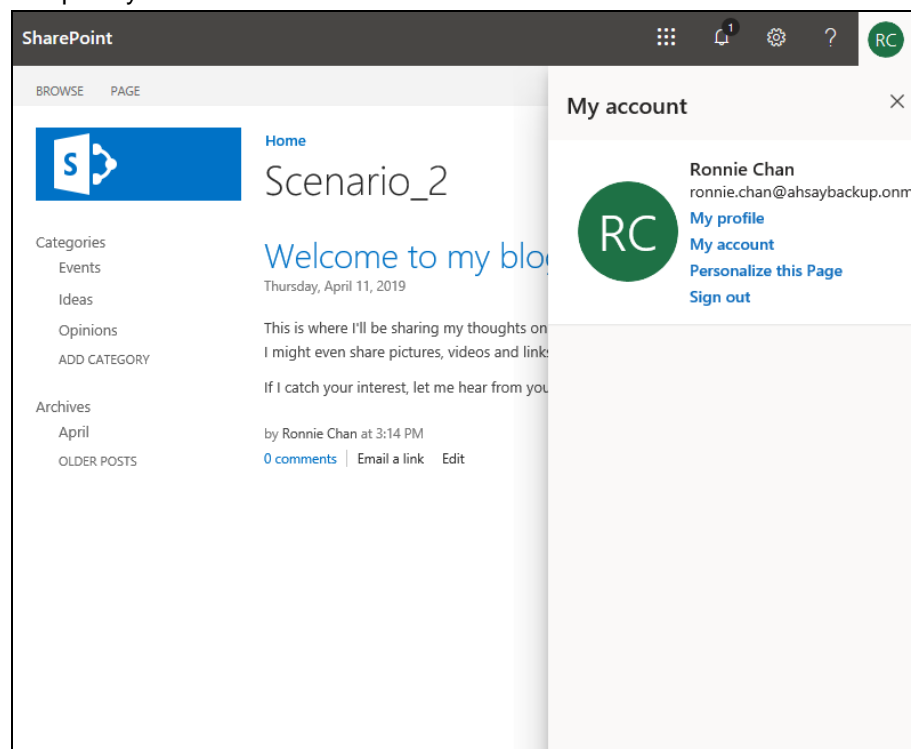 SharePoint
1
?
RC
BROWSE PAGE
My account
S
Home
Scenario_2
Ronnie Chan
ronnie.chan@ahsaybackup.onm
RC
My profile
My account
Personalize this Page
Sign out
Categories
Events
Ideas
Opinions
ADD CATEGORY
Archives
April
OLDER POSTS
Welcome to my blo
Thursday, April 11, 2019
This is where I'll be sharing my thoughts on
I might even share pictures, videos and link
If I catch your interest, let me hear from you
by Ronnie Chan at 3:14 PM
0 comments Email a link Edit